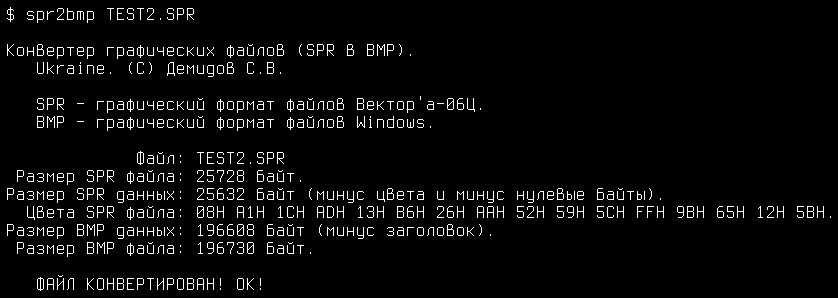 $ spr2bmp TEST2.SPR
Конвертер графических файлов (SPR в BMP).
Ukraine. (C) Демидов С.В.
SPR - графический формат файлов Вектор'а-06Ц.
BMP - графический формат файлов Windows.
Файл: TEST2.SPR
Размер SPR файла: 25728 Байт.
Размер SPR данных: 25632 Байт (минус цвета и минус нулевые байты).
Цвета SPR файла: 08H A1H 1CH ADH 13H B6H 26H AAH 52H 59H 5CH FFH 9BH 65H 12H 5BH.
Размер BMP данных: 196608 Байт (минус заголовок).
Размер BMP файла: 196730 Байт.
ФАЙЛ КОНВЕРТИРОВАН! OK!